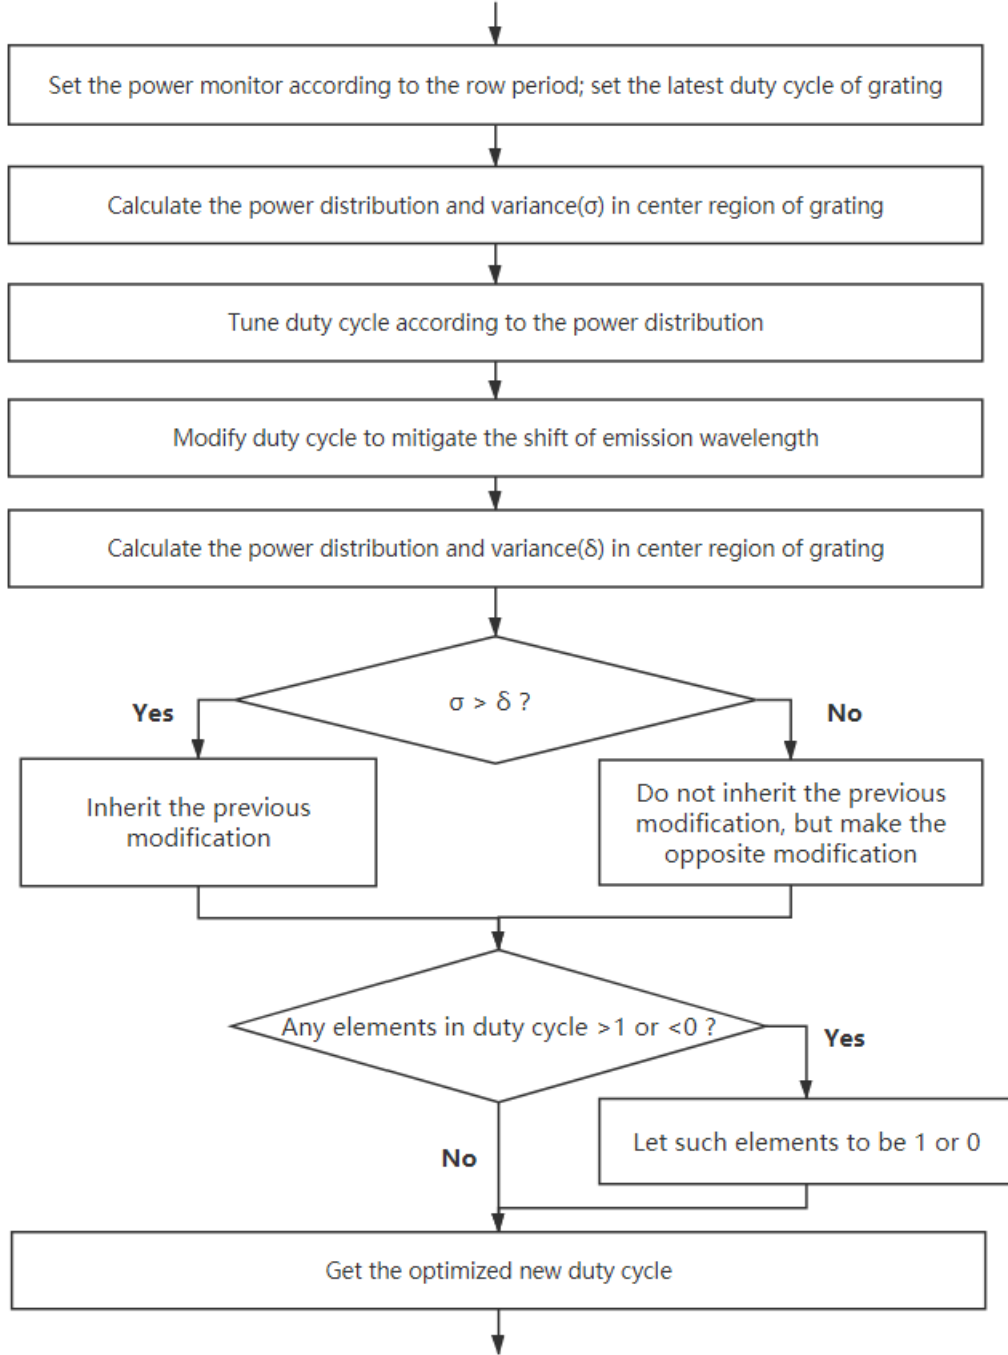 Set the power monitor according to the row period; set the latest duty cycle of grating
Calculate the power distribution and variance(σ) in center region of grating
Tune duty cycle according to the power distribution
Modify duty cycle to mitigate the shift of emission wavelength
Calculate the power distribution and variance(δ) in center region of grating
σ > δ ?
Yes
No
Inherit the previous
modification
Do not inherit the previous
modification, but make the
opposite modification
Any elements in duty cycle >1 or <0 ?
Yes
Let such elements to be 1 or 0
No
Get the optimized new duty cycle